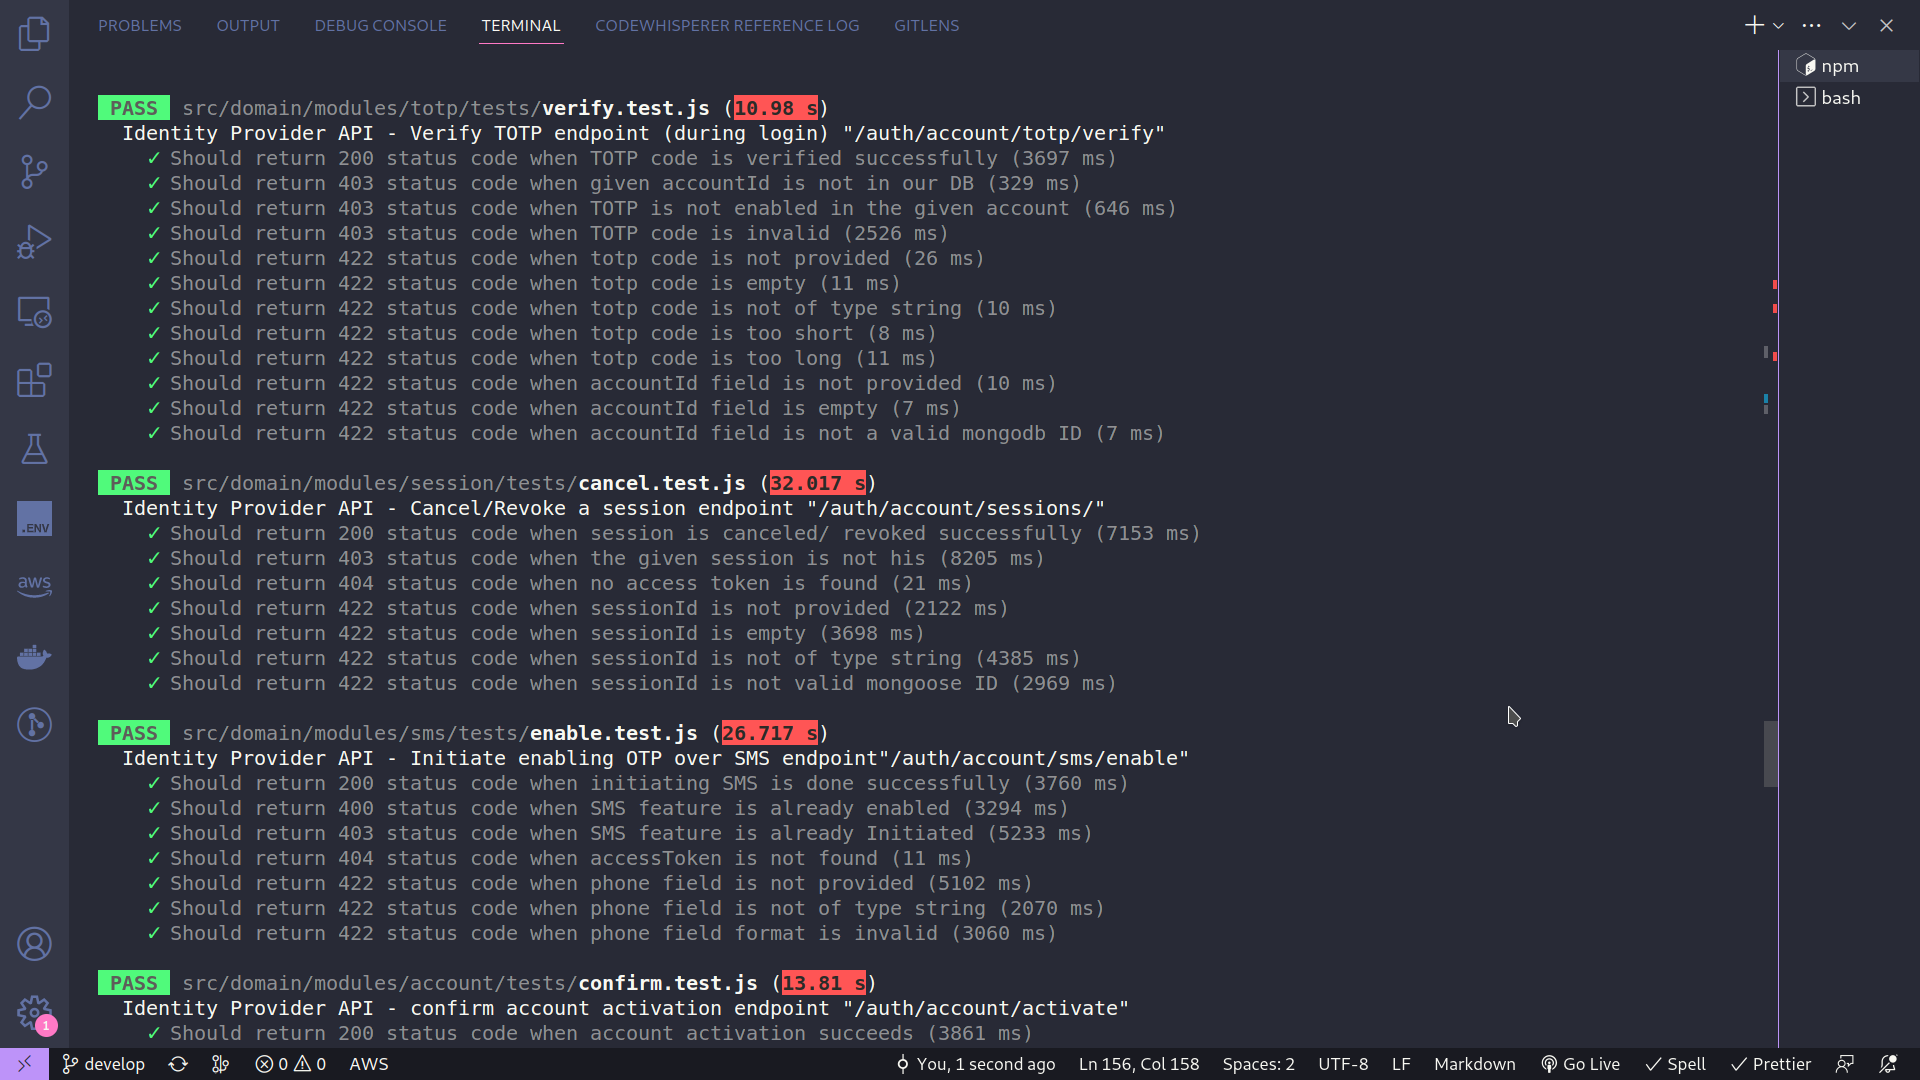 PROBLEMS OUTPUT DEBUG CONSOLE TERMINAL CODEWHISPERER REFERENCE LOG GITLENS
npm
bash
PASS src/domain/modules/totp/tests/verify.test.js (10.98 s)
Identity Provider API - Verify TOTP endpoint (during login) "/auth/account/totp/verify"
✓ Should return 200 status code when TOTP code is verified successfully (3697 ms)
✓ Should return 403 status code when given accountId is not in our DB (329 ms)
✓ Should return 403 status code when TOTP is not enabled in the given account (646 ms)
✓ Should return 403 status code when TOTP code is invalid (2526 ms)
✓ Should return 422 status code when totp code is not provided (26 ms)
✓ Should return 422 status code when totp code is empty (11 ms)
✓ Should return 422 status code when totp code is not of type string (10 ms)
✓ Should return 422 status code when totp code is too short (8 ms)
✓ Should return 422 status code when totp code is too long (11 ms)
✓ Should return 422 status code when accountId field is not provided (10 ms)
✓ Should return 422 status code when accountId field is empty (7 ms)
✓ Should return 422 status code when accountId field is not a valid mongodb ID (7 ms)
PASS src/domain/modules/session/tests/cancel.test.js (32.017 s)
Identity Provider API - Cancel/Revoke a session endpoint "/auth/account/sessions/"
✓ Should return 200 status code when session is canceled/ revoked successfully (7153 ms)
✓ Should return 403 status code when the given session is not his (8205 ms)
✓ Should return 404 status code when no access token is found (21 ms)
✓ Should return 422 status code when sessionId is not provided (2122 ms)
✓ Should return 422 status code when sessionId is empty (3698 ms)
✓ Should return 422 status code when sessionId is not of type string (4385 ms)
✓ Should return 422 status code when sessionId is not valid mongoose ID (2969 ms)
PASS src/domain/modules/sms/tests/enable.test.js (26.717 s)
Identity Provider API - Initiate enabling OTP over SMS endpoint"/auth/account/sms/enable"
✓ Should return 200 status code when initiating SMS is done successfully (3760 ms)
✓ Should return 400 status code when SMS feature is already enabled (3294 ms)
✓ Should return 403 status code when SMS feature is already Initiated (5233 ms)
✓ Should return 404 status code when accessToken is not found (11 ms)
✓ Should return 422 status code when phone field is not provided (5102 ms)
✓ Should return 422 status code when phone field is not of type string (2070 ms)
✓ Should return 422 status code when phone field format is invalid (3060 ms)
PASS src/domain/modules/account/tests/confirm.test.js (13.81 s)
Identity Provider API - confirm account activation endpoint "/auth/account/activate"
✓ Should return 200 status code when account activation succeeds (3861 ms)
.ENV
aws
1
develop 0 0 AWS You, 1 second ago Ln 156, Col 158 Spaces: 2 UTF-8 LF Markdown Go Live Spell Prettier